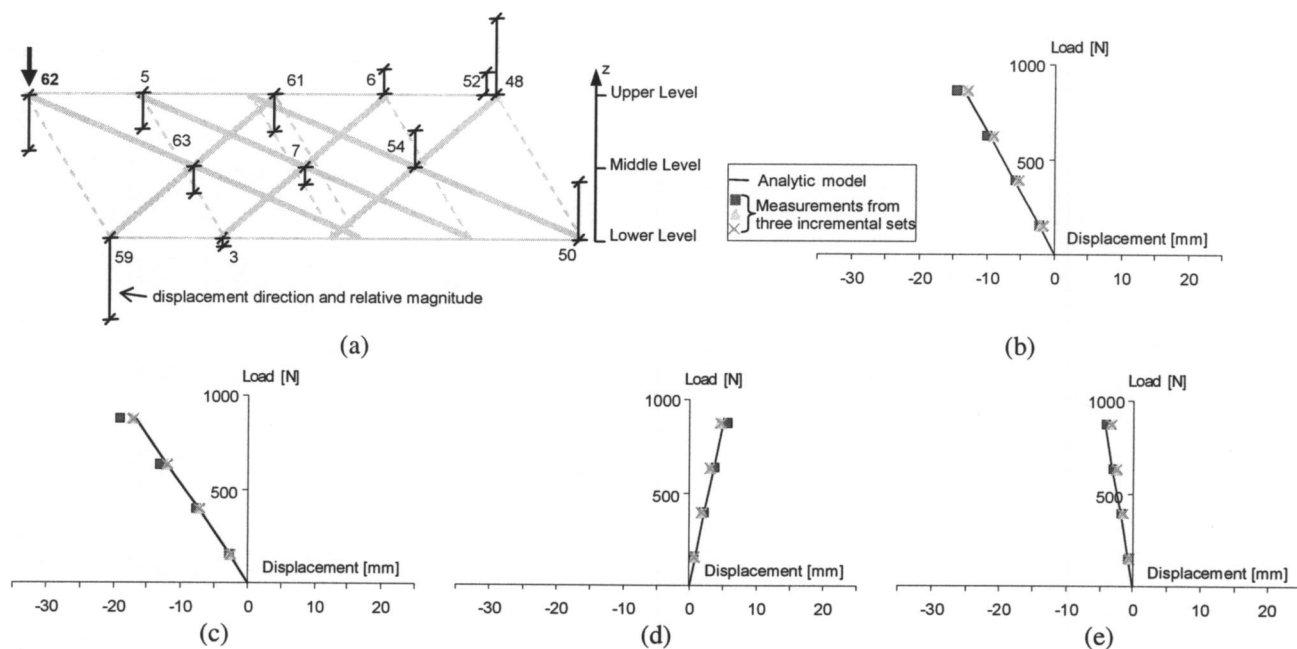 62
5
61
6
52
48
z
Upper Level
63
7
54
Middle Level
59
3
50
Lower Level
displacement direction and relative magnitude
(a)
Load [N]
1000
500
Analytic model
Measurements from
three incremental sets
Displacement [mm]
-30 -20 -10 0 10 20
(b)
Load [N]
1000
500
Displacement [mm]
-30 -20 -10 0 10 20
(c)
Load [N]
1000
500
Displacement [mm]
-30 -20 -10 0 10 20
(d)
Load [N]
1000
500
Displacement [mm]
-30 -20 -10 0 10 20
(e)